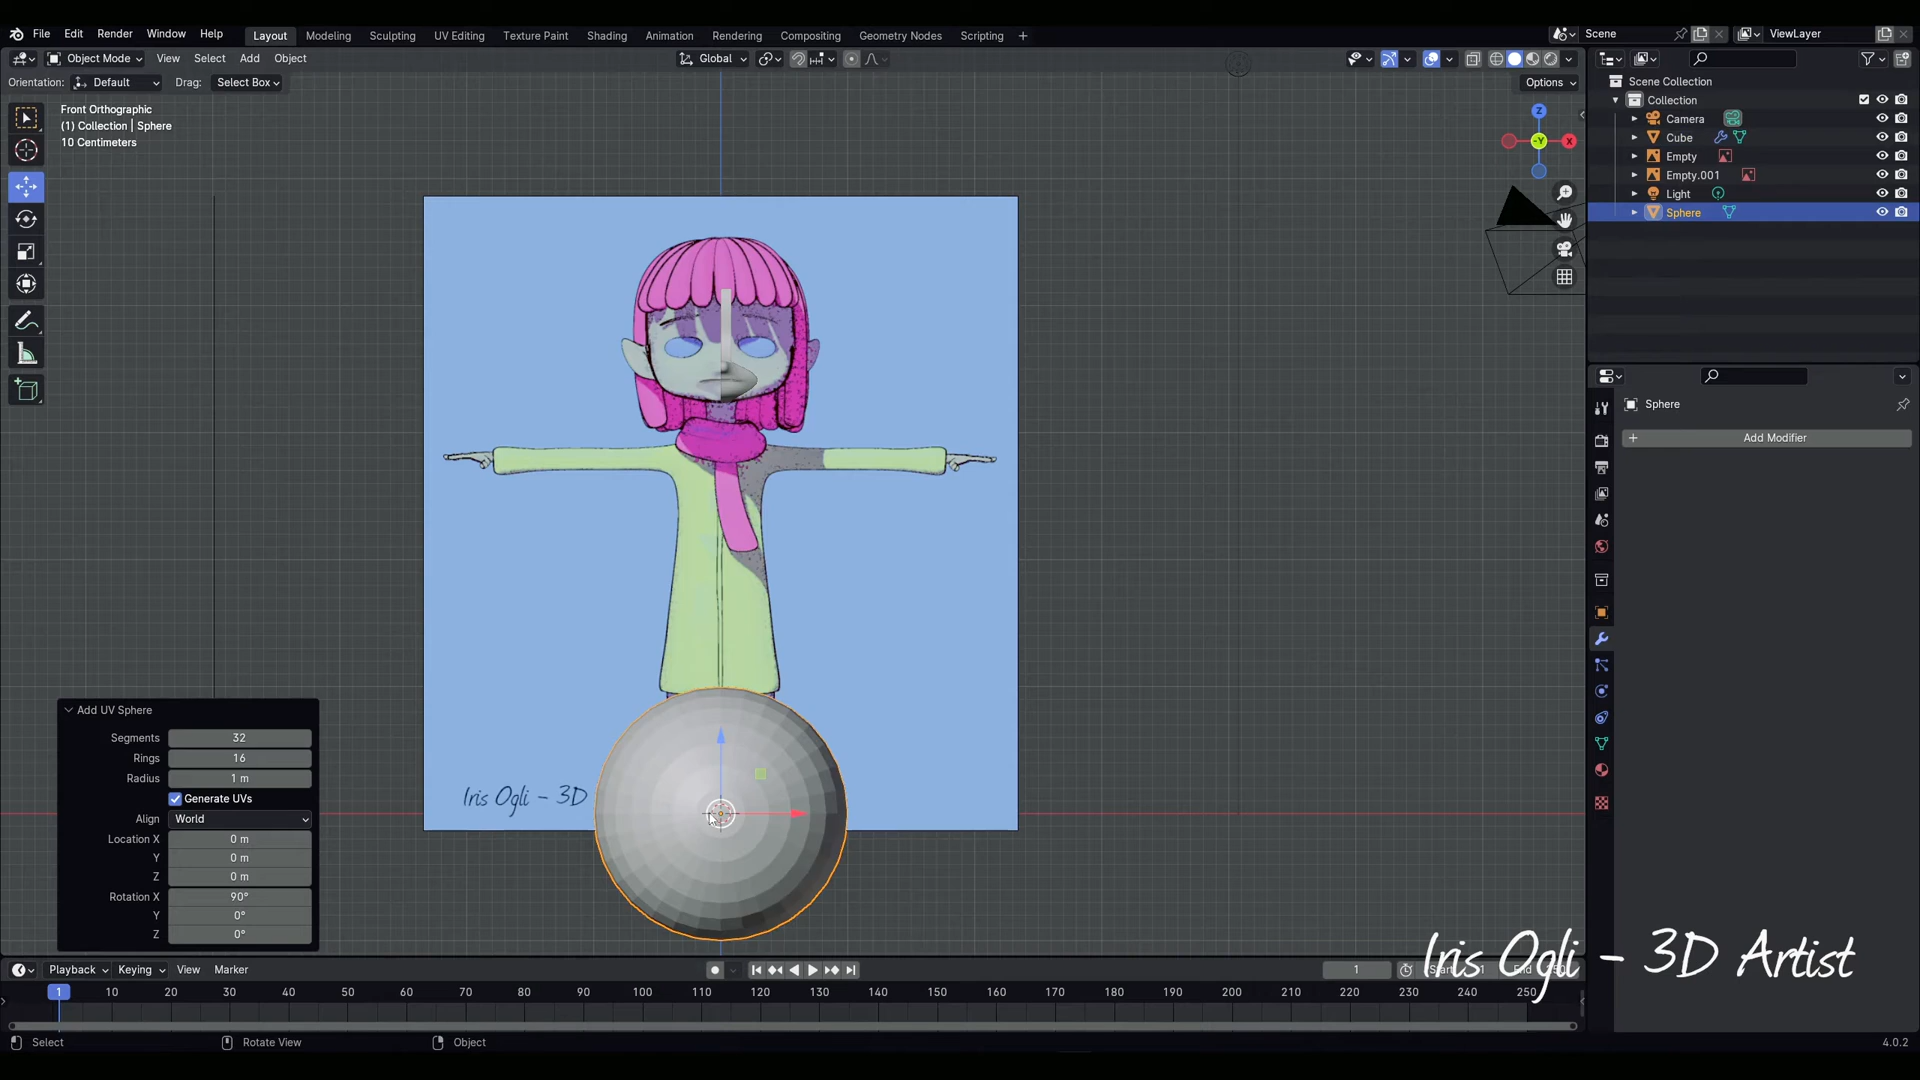 File Edit Render Window Help Layout Modeling Sculpting UV Editing Texture Paint Shading Animation Rendering Compositing Geometry Nodes Scripting Scene ViewLayer
Object Mode View Select Add Object Global
Orientation: Default Drag: Select Box Options
Front Orthographic
(1) Collection | Sphere
10 Centimeters
Z
-Y
X
Scene Collection
Collection
Camera
Cube
Empty
Empty.001
Light
Sphere
Sphere
Add Modifier
Iris Ogli - 3D
Add UV Sphere
Segments 32
Rings 16
Radius 1 m
Generate UVs
Align World
Location X 0 m
Y 0 m
Z 0 m
Rotation X 90°
Y 0°
Z 0°
Iris Ogli - 3D Artist
Playback Keying View Marker 1 Start 1 End 250
1 10 20 30 40 50 60 70 80 90 100 110 120 130 140 150 160 170 180 190 200 210 220 230 240 250
Select Rotate View Object 4.0.2